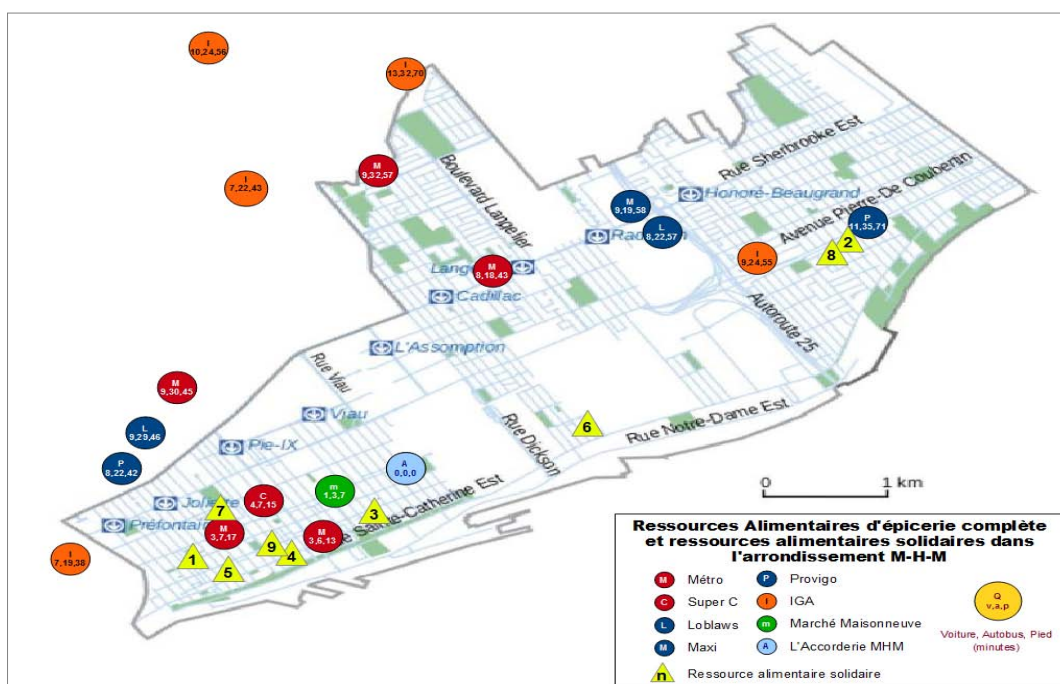 I
10,24,56
I
13,32,70
M
9,32,57
I
7,22,43
Boulevard Langelier
Rue Sherbrooke Est
Honoré-Beaugrand
Avenue Pierre-De Coubertin
M
9,19,58
L
8,22,57
P
11,35,71
2
8
I
9,24,55
M
8,18,43
Cadillac
Autoroute 25
L'Assomption
Rue Viau
M
9,30,45
Viau
L
9,29,46
Pie-IX
Rue Dickson
6
Rue Notre-Dame Est
P
8,22,42
A
0,0,0
m
1,3,7
C
4,7,15
3
Sainte-Catherine Est
7
M
3,7,17
M
3,6,13
9
4
1
5
I
7,19,38
0
1 km
Ressources Alimentaires d'épicerie complète
et ressources alimentaires solidaires dans
l'arrondissement M-H-M
M Métro
P Provigo
C Super C
I IGA
L Loblaws
m Marché Maisonneuve
M Maxi
A L'Accorderie MHM
n Ressource alimentaire solidaire
Q
v,a,p
Voiture, Autobus, Pied
(minutes)